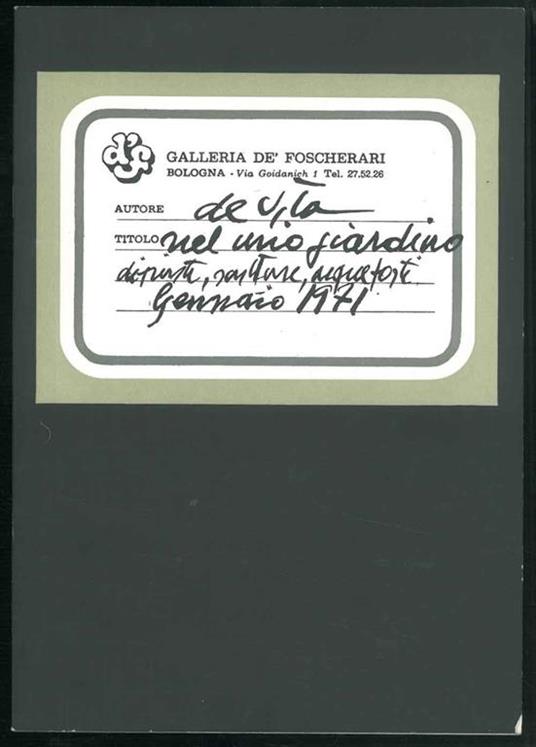 d'f
GALLERIA DE' FOSCHERARI
BOLOGNA - Via Goidanich 1 Tel. 27.52.26
AUTORE de Vita
TITOLO nel mio giardino
dipinti, sculture, acqueforti
Gennaio 1971